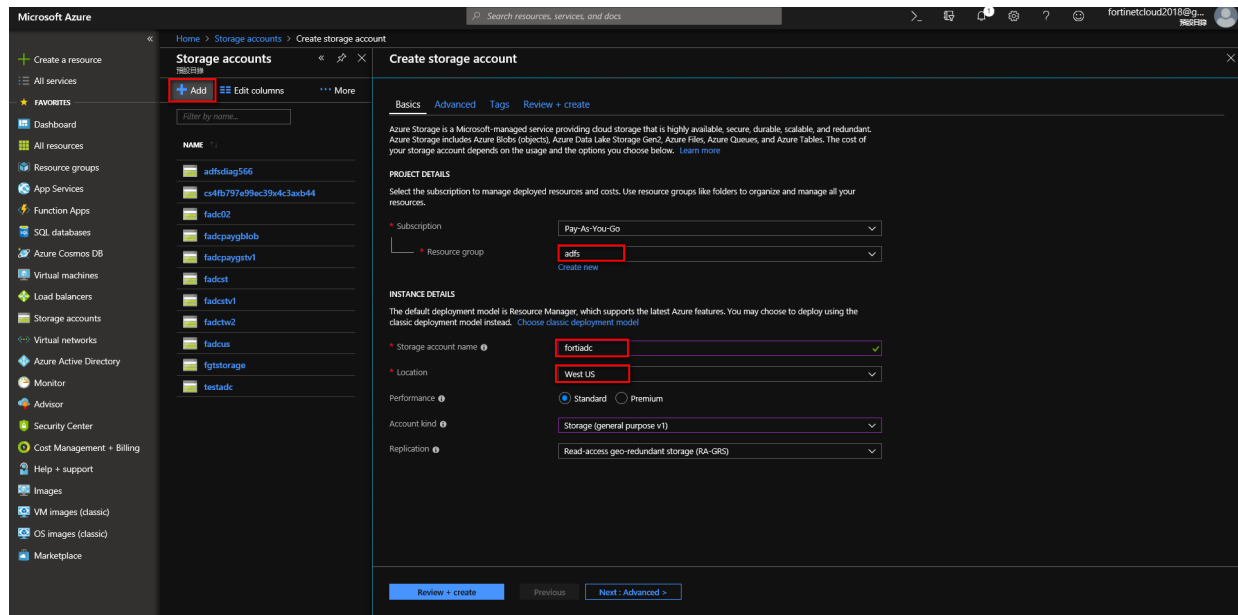 Microsoft Azure
Search resources, services, and docs
1
fortinetcloud2018@g...
預設目錄
Home > Storage accounts > Create storage account
Create a resource
All services
FAVORITES
Dashboard
All resources
Resource groups
App Services
Function Apps
SQL databases
Azure Cosmos DB
Virtual machines
Load balancers
Storage accounts
Virtual networks
Azure Active Directory
Monitor
Advisor
Security Center
Cost Management + Billing
Help + support
Images
VM images (classic)
OS images (classic)
Marketplace
Storage accounts
預設目錄
Add
Edit columns
More
Filter by name...
NAME
adfsdiag566
cs4fb797e99ec39x4c3axb44
fadc02
fadcpaygblob
fadcpaygstv1
fadcst
fadcstv1
fadctw2
fadcus
fgtstorage
testadc
Create storage account
Basics Advanced Tags Review + create
Azure Storage is a Microsoft-managed service providing cloud storage that is highly available, secure, durable, scalable, and redundant.
Azure Storage includes Azure Blobs (objects), Azure Data Lake Storage Gen2, Azure Files, Azure Queues, and Azure Tables. The cost of
your storage account depends on the usage and the options you choose below. Learn more
PROJECT DETAILS
Select the subscription to manage deployed resources and costs. Use resource groups like folders to organize and manage all your
resources.
* Subscription
Pay-As-You-Go
* Resource group
adfs
Create new
INSTANCE DETAILS
The default deployment model is Resource Manager, which supports the latest Azure features. You may choose to deploy using the
classic deployment model instead. Choose classic deployment model
* Storage account name
fortiadc
* Location
West US
Performance
Standard Premium
Account kind
Storage (general purpose v1)
Replication
Read-access geo-redundant storage (RA-GRS)
Review + create
Previous
Next : Advanced >